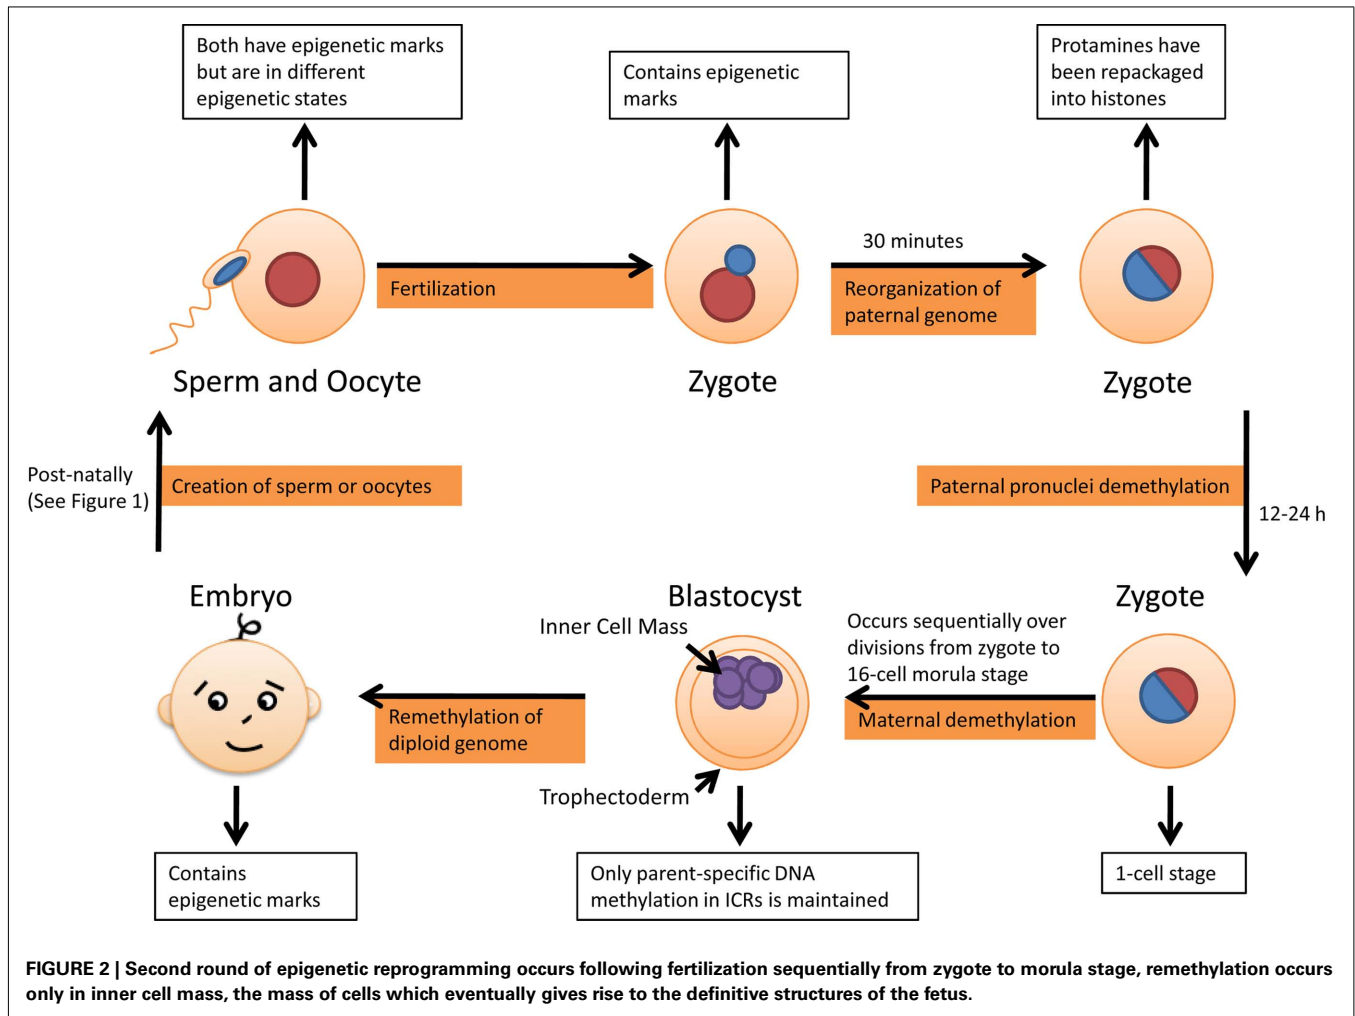 Both have epigenetic marks
but are in different
epigenetic states
Contains epigenetic
marks
Protamines have
been repackaged
into histones
Fertilization
30 minutes
Reorganization of
paternal genome
Sperm and Oocyte
Zygote
Zygote
Post-natally
(See Figure 1)
Creation of sperm or oocytes
Paternal pronuclei demethylation
12-24 h
Embryo
Blastocyst
Zygote
Inner Cell Mass
Occurs sequentially over
divisions from zygote to
16-cell morula stage
Remethylation of
diploid genome
Maternal demethylation
Trophectoderm
Contains
epigenetic marks
Only parent-specific DNA
methylation in ICRs is maintained
1-cell stage
FIGURE 2 | Second round of epigenetic reprogramming occurs following fertilization sequentially from zygote to morula stage, remethylation occurs
only in inner cell mass, the mass of cells which eventually gives rise to the definitive structures of the fetus.